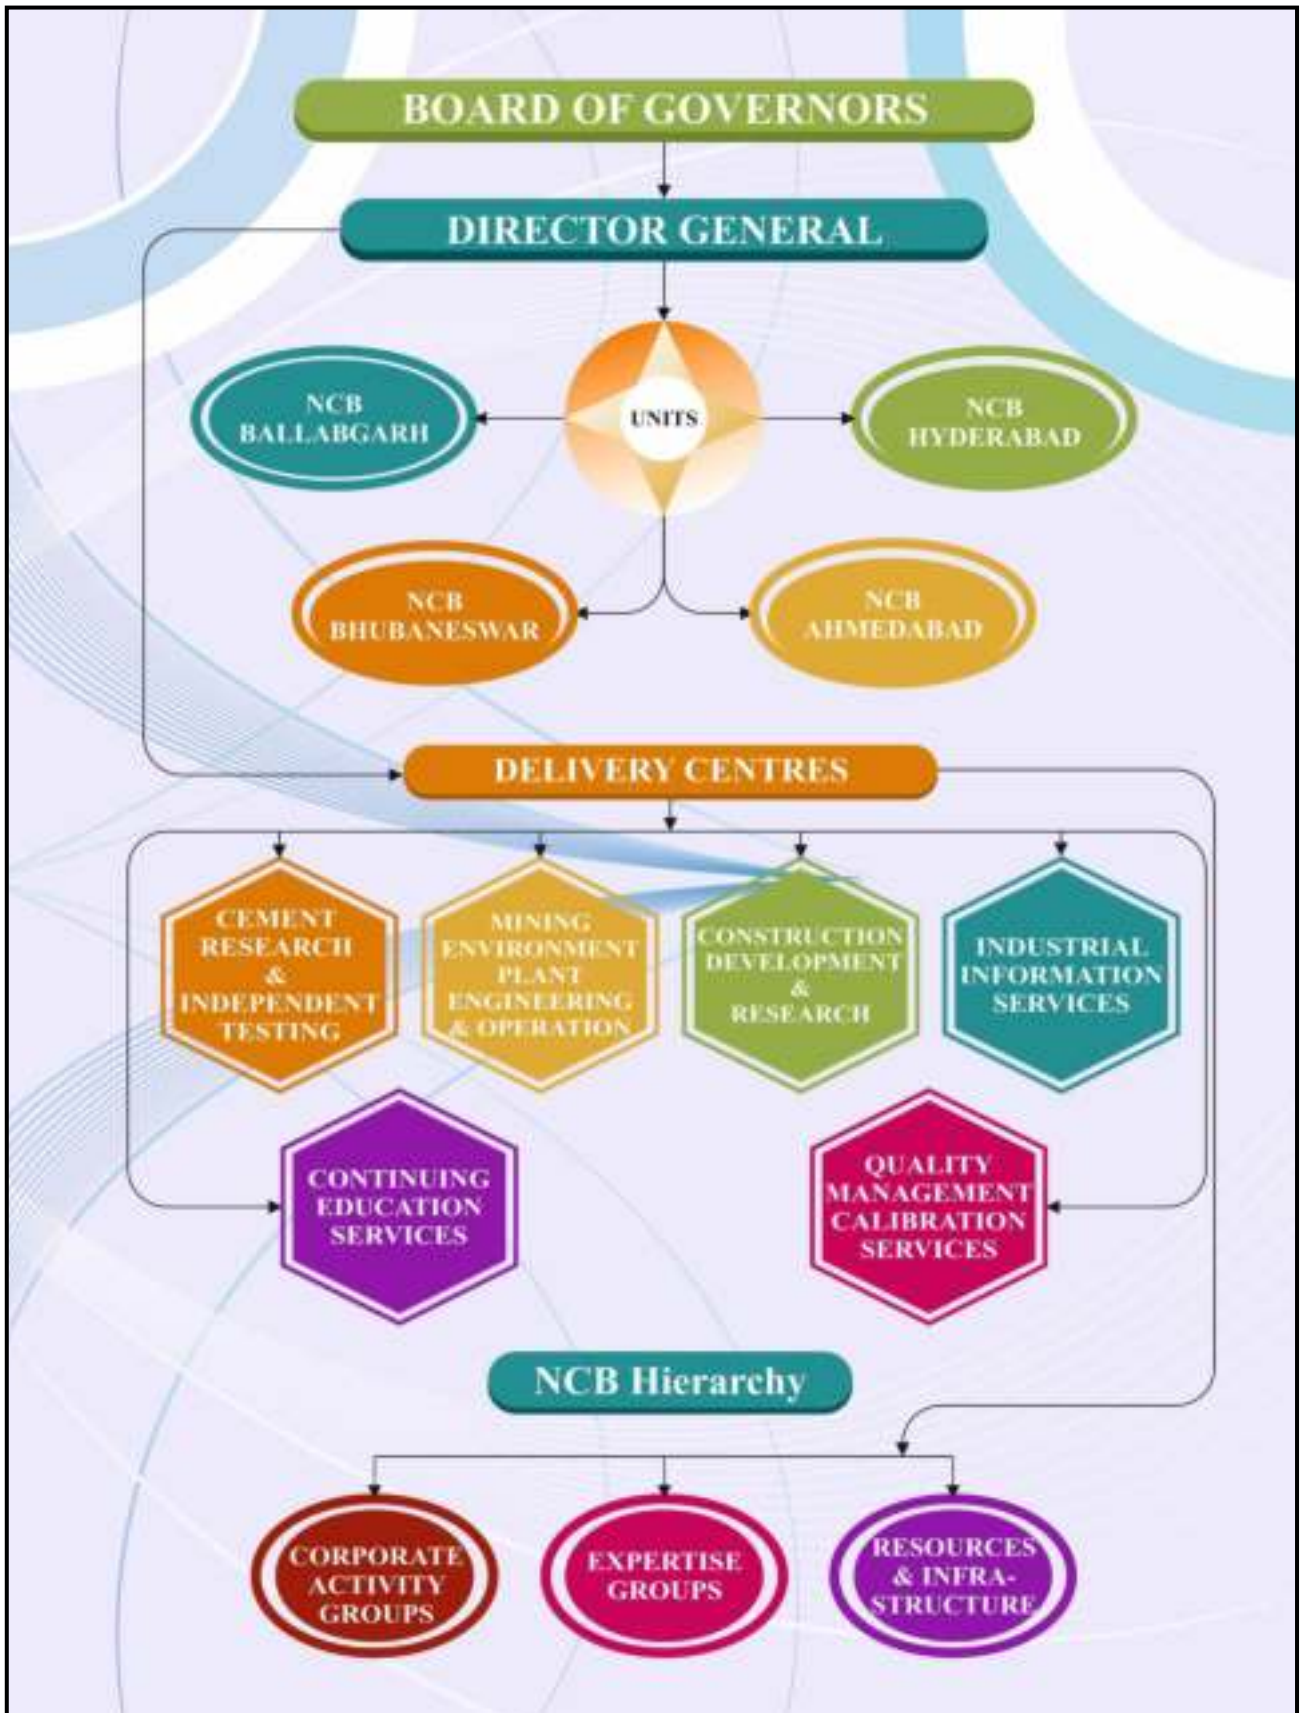 BOARD OF GOVERNORS
DIRECTOR GENERAL
UNITS
NCB
BALLABGARH
NCB
HYDERABAD
NCB
BHUBANESWAR
NCB
AHMEDABAD
DELIVERY CENTRES
CEMENT
RESEARCH
&
INDEPENDENT
TESTING
MINING
ENVIRONMENT
PLANT
ENGINEERING
& OPERATION
CONSTRUCTION
DEVELOPMENT
&
RESEARCH
INDUSTRIAL
INFORMATION
SERVICES
CONTINUING
EDUCATION
SERVICES
QUALITY
MANAGEMENT
CALIBRATION
SERVICES
NCB Hierarchy
CORPORATE
ACTIVITY
GROUPS
EXPERTISE
GROUPS
RESOURCES
& INFRA-
STRUCTURE